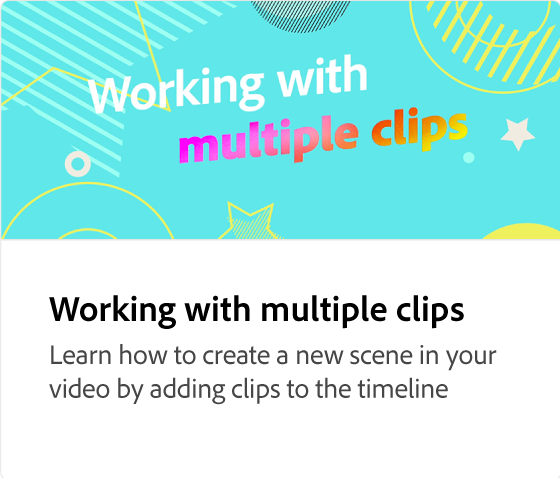 Working with
multiple clips
Working with multiple clips
Learn how to create a new scene in your
video by adding clips to the timeline